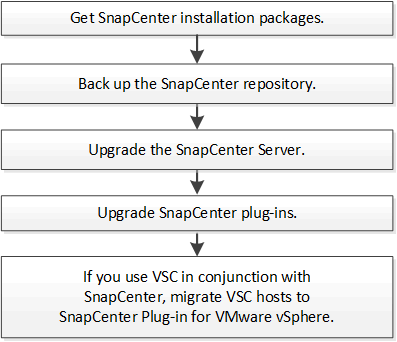 Get SnapCenter installation packages.
Back up the SnapCenter repository.
Upgrade the SnapCenter Server.
Upgrade SnapCenter plug-ins.
If you use VSC in conjunction with
SnapCenter, migrate VSC hosts to
SnapCenter Plug-in for VMware vSphere.